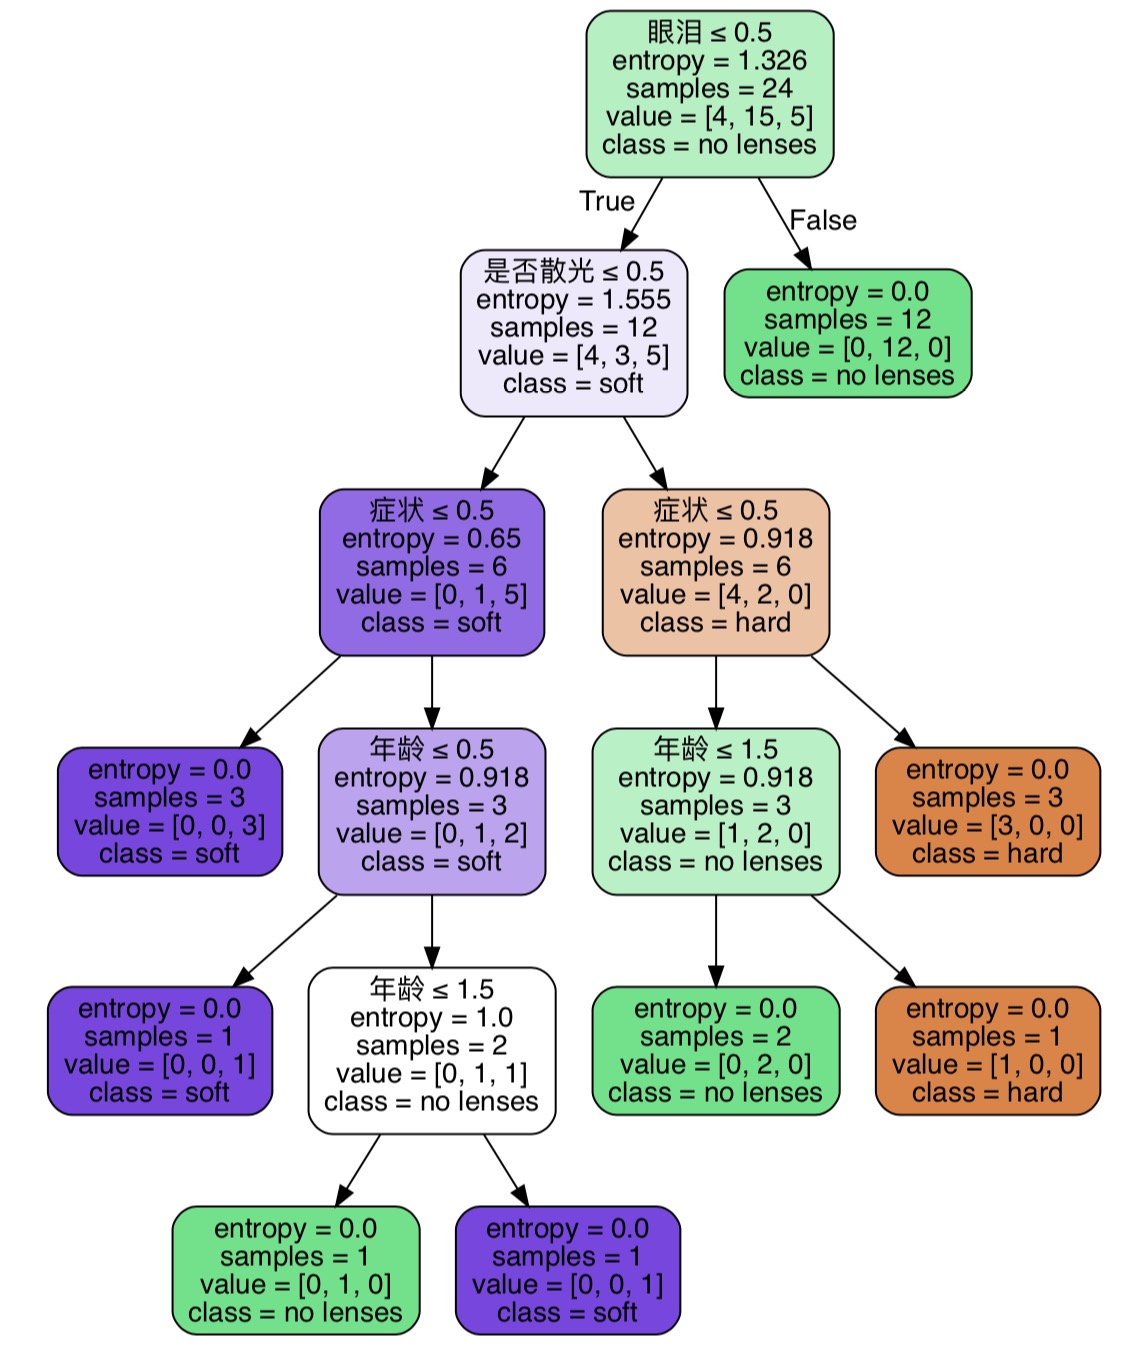 眼泪 ≤ 0.5
entropy = 1.326
samples = 24
value = [4, 15, 5]
class = no lenses
True
False
是否散光 ≤ 0.5
entropy = 1.555
samples = 12
value = [4, 3, 5]
class = soft
entropy = 0.0
samples = 12
value = [0, 12, 0]
class = no lenses
症状 ≤ 0.5
entropy = 0.65
samples = 6
value = [0, 1, 5]
class = soft
症状 ≤ 0.5
entropy = 0.918
samples = 6
value = [4, 2, 0]
class = hard
entropy = 0.0
samples = 3
value = [0, 0, 3]
class = soft
年龄 ≤ 0.5
entropy = 0.918
samples = 3
value = [0, 1, 2]
class = soft
年龄 ≤ 1.5
entropy = 0.918
samples = 3
value = [1, 2, 0]
class = no lenses
entropy = 0.0
samples = 3
value = [3, 0, 0]
class = hard
entropy = 0.0
samples = 1
value = [0, 0, 1]
class = soft
年龄 ≤ 1.5
entropy = 1.0
samples = 2
value = [0, 1, 1]
class = no lenses
entropy = 0.0
samples = 2
value = [0, 2, 0]
class = no lenses
entropy = 0.0
samples = 1
value = [1, 0, 0]
class = hard
entropy = 0.0
samples = 1
value = [0, 1, 0]
class = no lenses
entropy = 0.0
samples = 1
value = [0, 0, 1]
class = soft